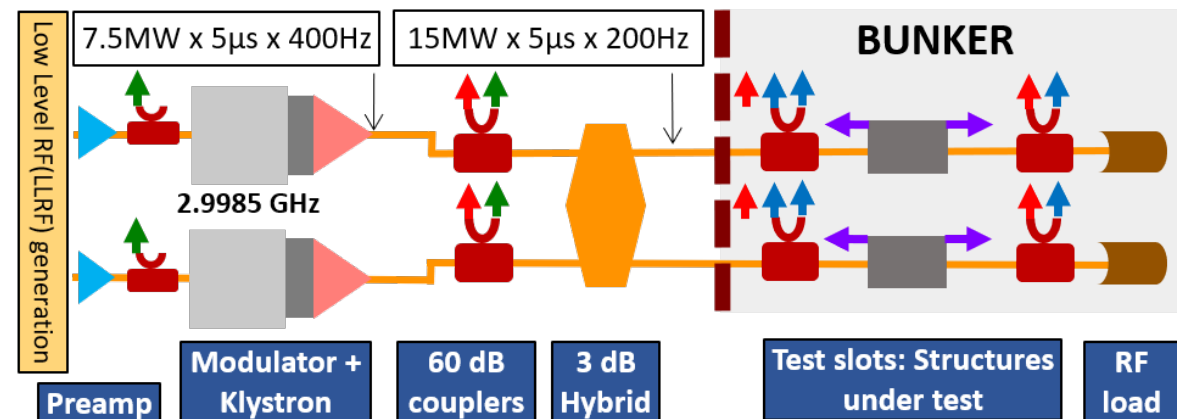 Low Level RF(LLRF) generation
7.5MW x 5µs x 400Hz
15MW x 5µs x 200Hz
BUNKER
2.9985 GHz
Preamp
Modulator +
Klystron
60 dB
couplers
3 dB
Hybrid
Test slots: Structures
under test
RF
load